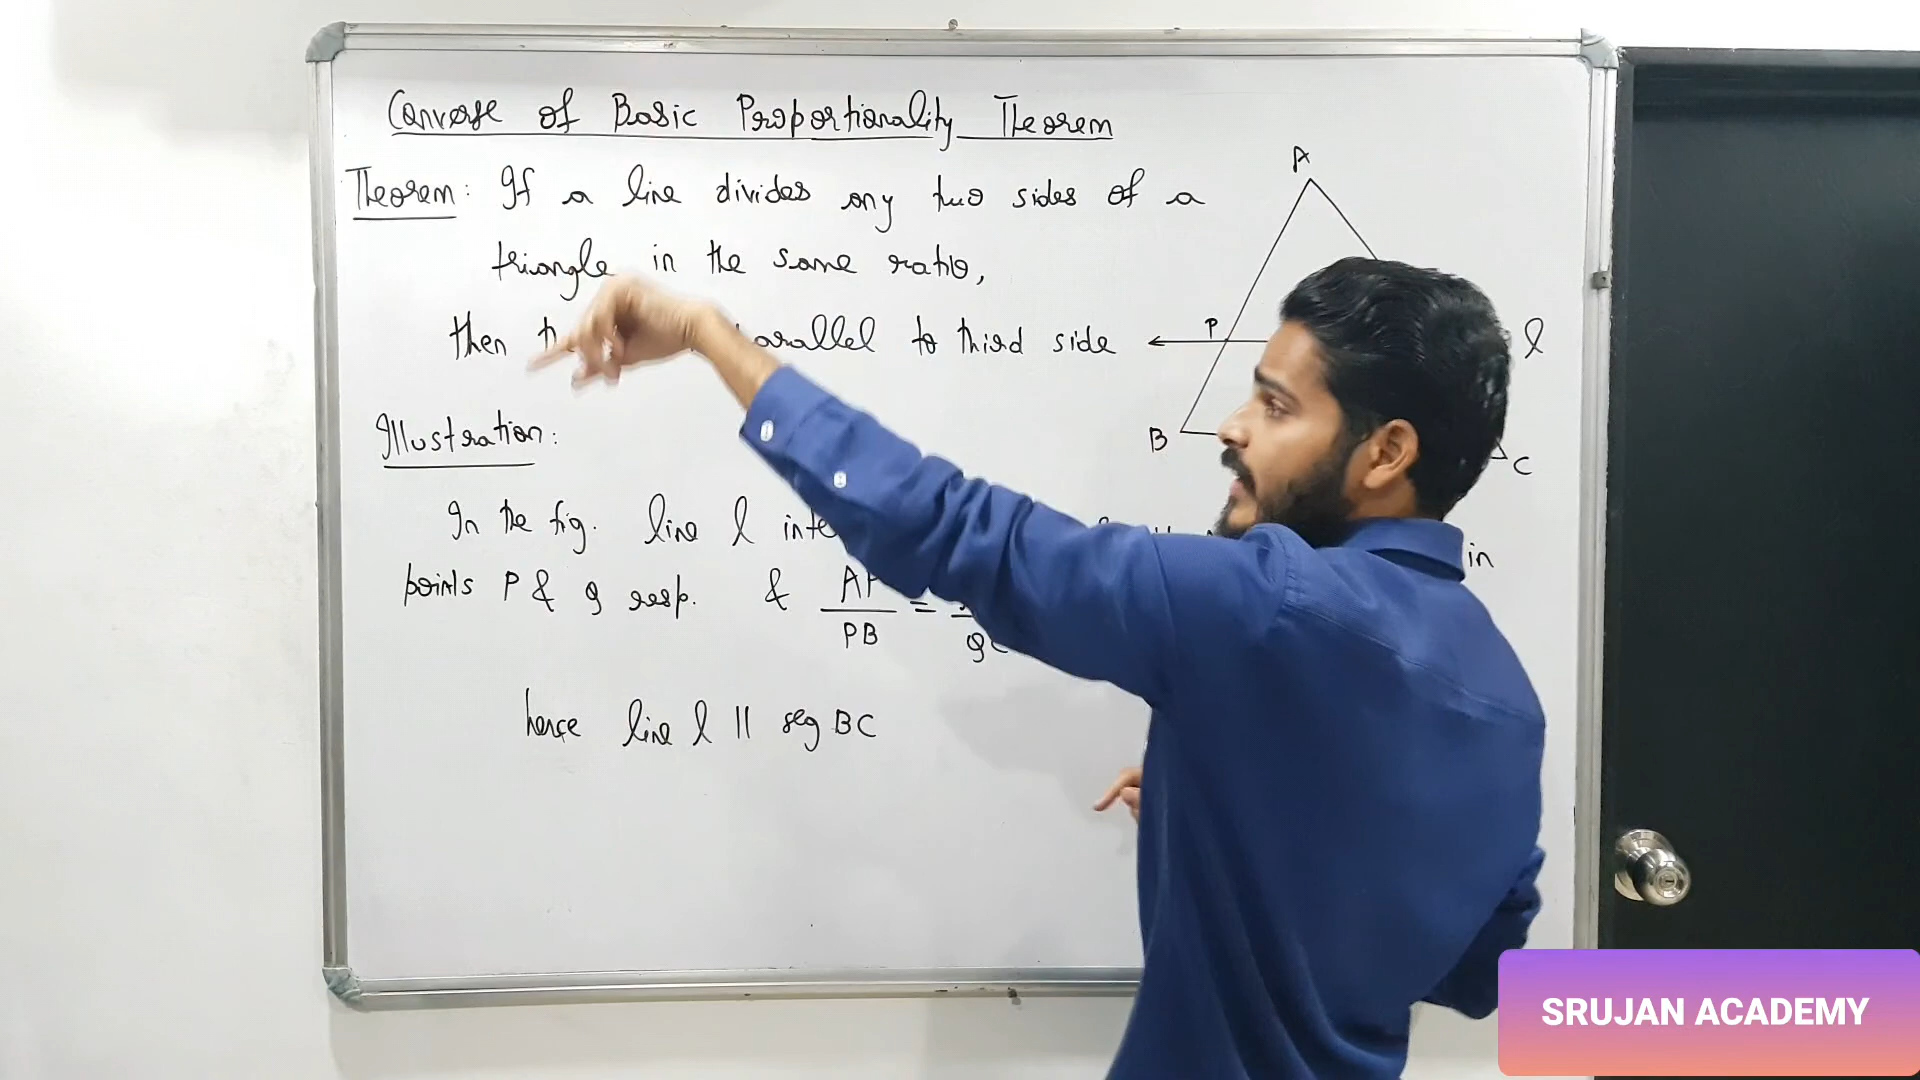 Converse of Basic Proportionality Theorem
Theorem: If a line divides any two sides of a
triangle in the same ratio,
then parallel to third side
Illustration:
In the fig. line l in
points P & Q resp. & AP/PB = /QC
hence line l || seg BC
A
P
l
B
C
SRUJAN ACADEMY